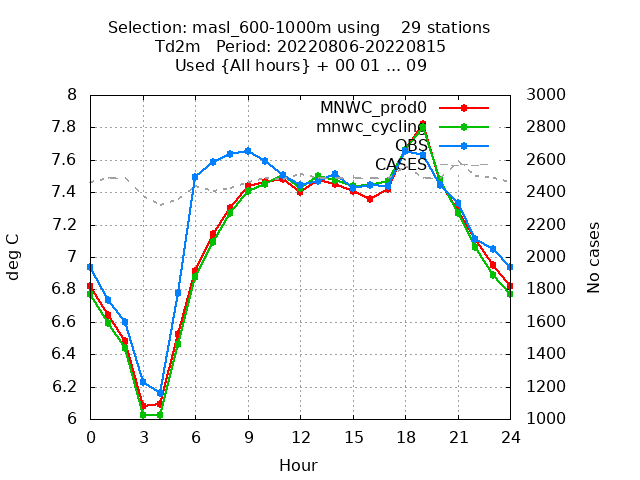 Selection: masl_600-1000m using    29 stations
Td2m   Period: 20220806-20220815
Used {All hours} + 00 01 ... 09
8
7.8
7.6
7.4
7.2
7
6.8
6.6
6.4
6.2
6
3000
2800
2600
2400
2200
2000
1800
1600
1400
1200
1000
MNWC_prod0
mnwc_cycling
OBS
CASES
deg C
No cases
0 3 6 9 12 15 18 21 24
Hour